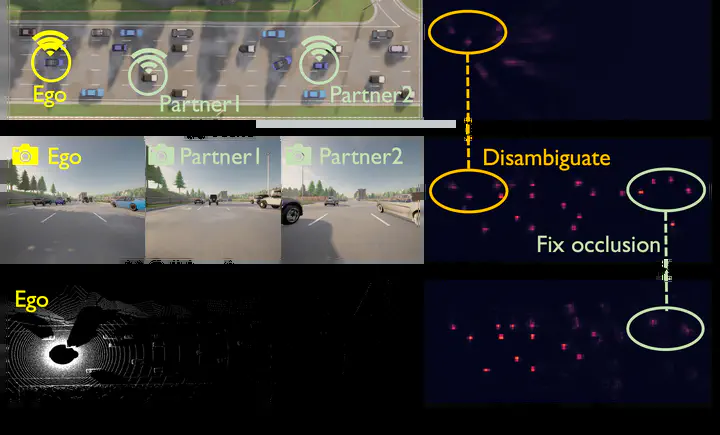 Ego
Partner1
Partner2
Ego
Partner1
Partner2
Disambiguate
Fix occlusion
Ego